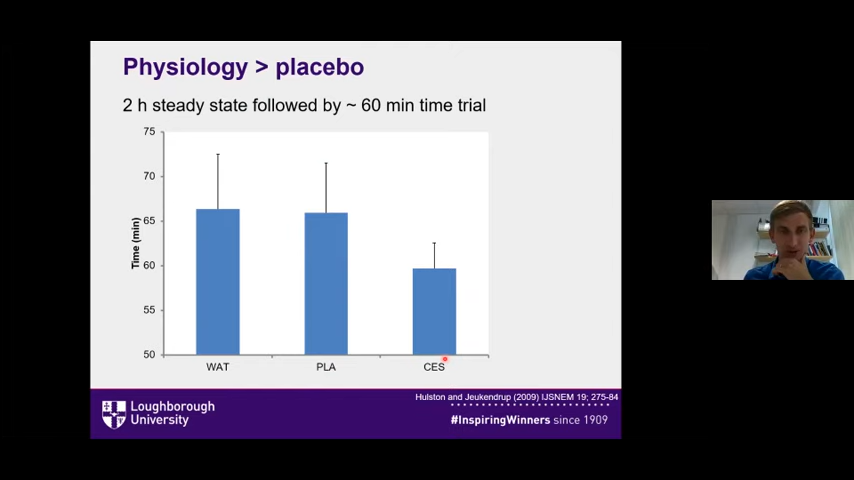 Physiology > placebo
2 h steady state followed by ~ 60 min time trial
75
70
65
60
55
50
Time (min)
WAT
PLA
CES
Hulston and Jeukendrup (2009) IJSNEM 19; 275-84
Loughborough
University
#InspiringWinners since 1909